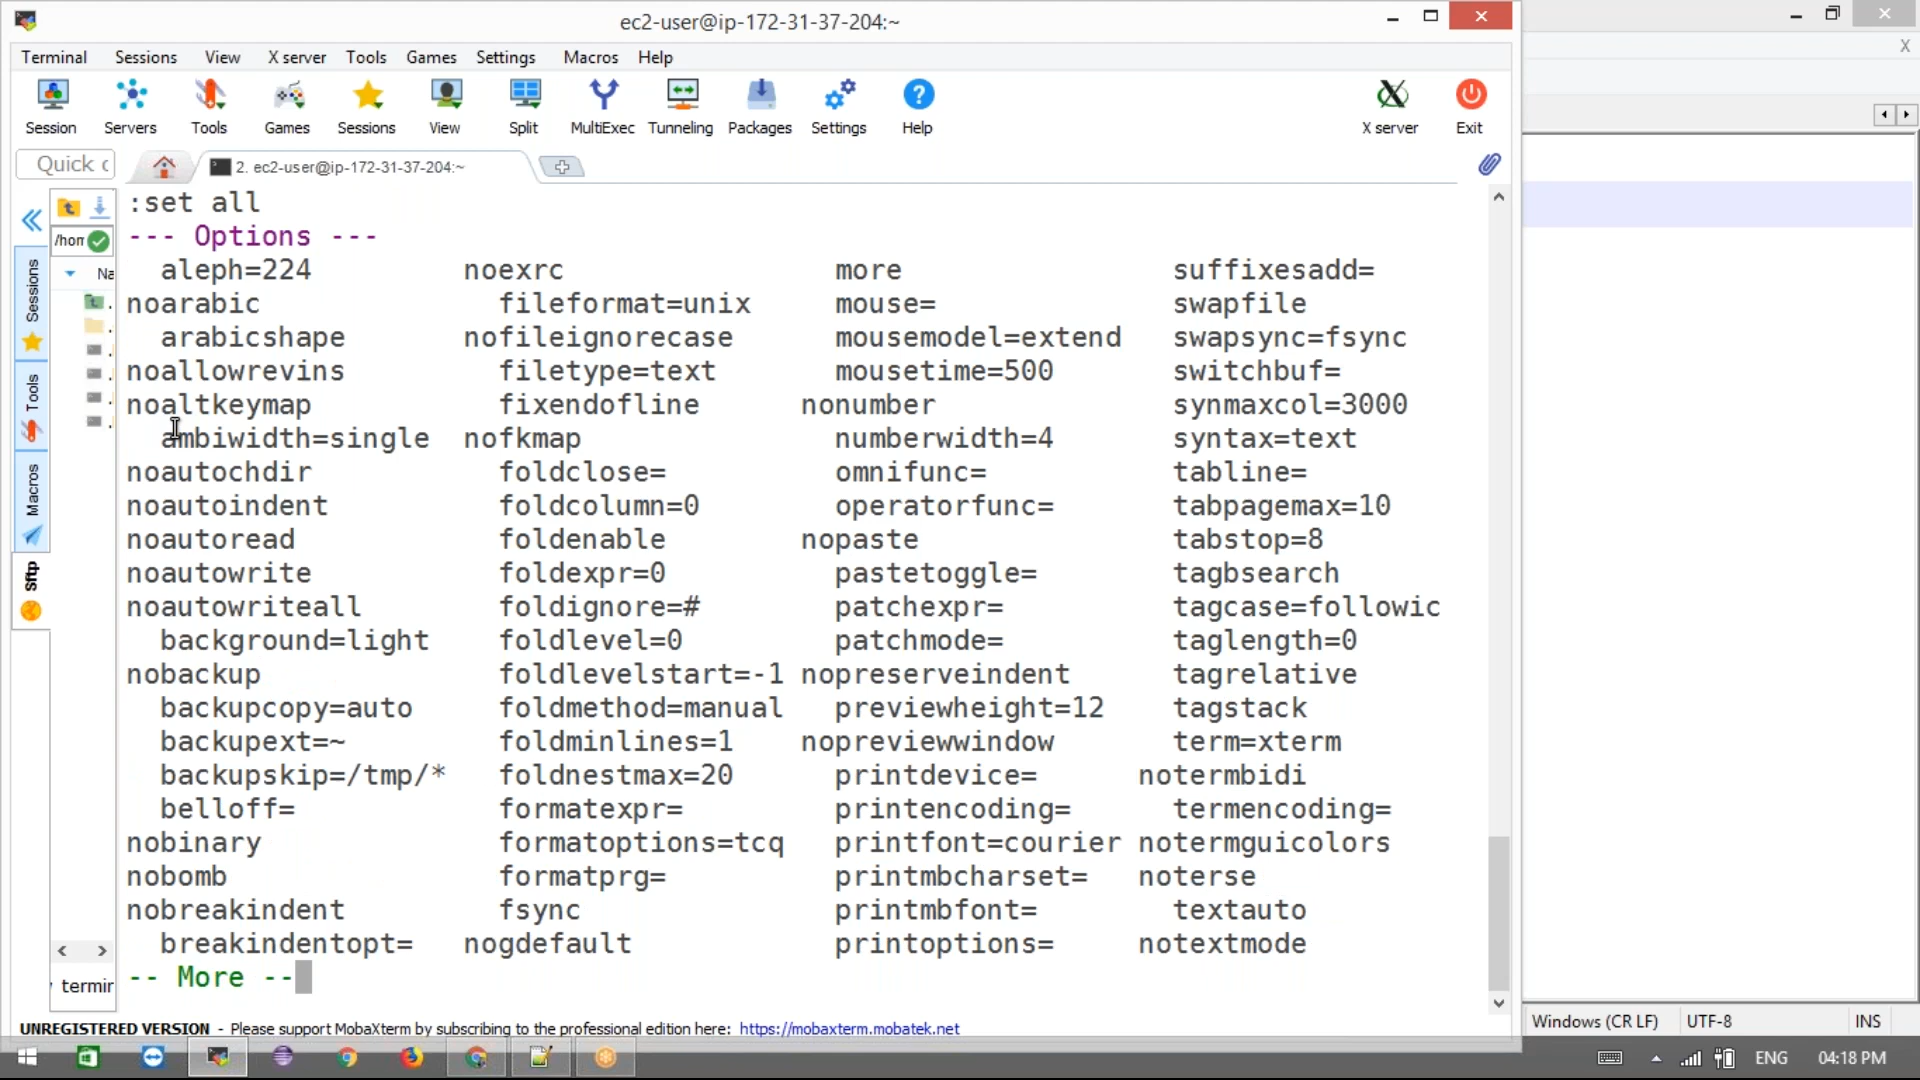 ec2-user@ip-172-31-37-204:~
Terminal Sessions View X server Tools Games Settings Macros Help
Session Servers Tools Games Sessions View Split MultiExec Tunneling Packages Settings Help X server Exit
Quick c
2. ec2-user@ip-172-31-37-204:~
/hom
Na
Sessions
Tools
Macros
Sftp
termin
:set all
--- Options ---
  aleph=224         noexrc                more                suffixesadd=
noarabic              fileformat=unix     mouse=              swapfile
  arabicshape       nofileignorecase      mousemodel=extend   swapsync=fsync
noallowrevins         filetype=text       mousetime=500       switchbuf=
noaltkeymap           fixendofline      nonumber              synmaxcol=3000
  ambiwidth=single  nofkmap               numberwidth=4       syntax=text
noautochdir           foldclose=          omnifunc=           tabline=
noautoindent          foldcolumn=0        operatorfunc=       tabpagemax=10
noautoread            foldenable        nopaste               tabstop=8
noautowrite           foldexpr=0          pastetoggle=        tagbsearch
noautowriteall        foldignore=#        patchexpr=          tagcase=followic
  background=light    foldlevel=0         patchmode=          taglength=0
nobackup              foldlevelstart=-1 nopreserveindent      tagrelative
  backupcopy=auto     foldmethod=manual   previewheight=12    tagstack
  backupext=~         foldminlines=1    nopreviewwindow       term=xterm
  backupskip=/tmp/*   foldnestmax=20      printdevice=      notermbidi
  belloff=            formatexpr=         printencoding=      termencoding=
nobinary              formatoptions=tcq   printfont=courier notermguicolors
nobomb                formatprg=          printmbcharset=   noterse
nobreakindent         fsync               printmbfont=        textauto
  breakindentopt=   nogdefault            printoptions=     notextmode
-- More --
UNREGISTERED VERSION - Please support MobaXterm by subscribing to the professional edition here: https://mobaxterm.mobatek.net
Windows (CR LF) UTF-8 INS
ENG 04:18 PM